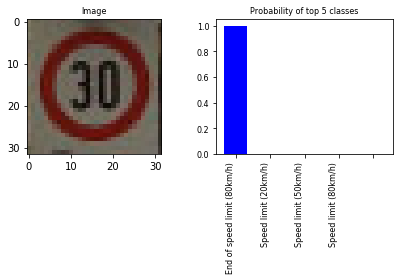 Image
0
10
20
30
0
10
20
30
30
Probability of top 5 classes
1.0
0.8
0.6
0.4
0.2
0.0
End of speed limit (80km/h)
Speed limit (20km/h)
Speed limit (50km/h)
Speed limit (80km/h)